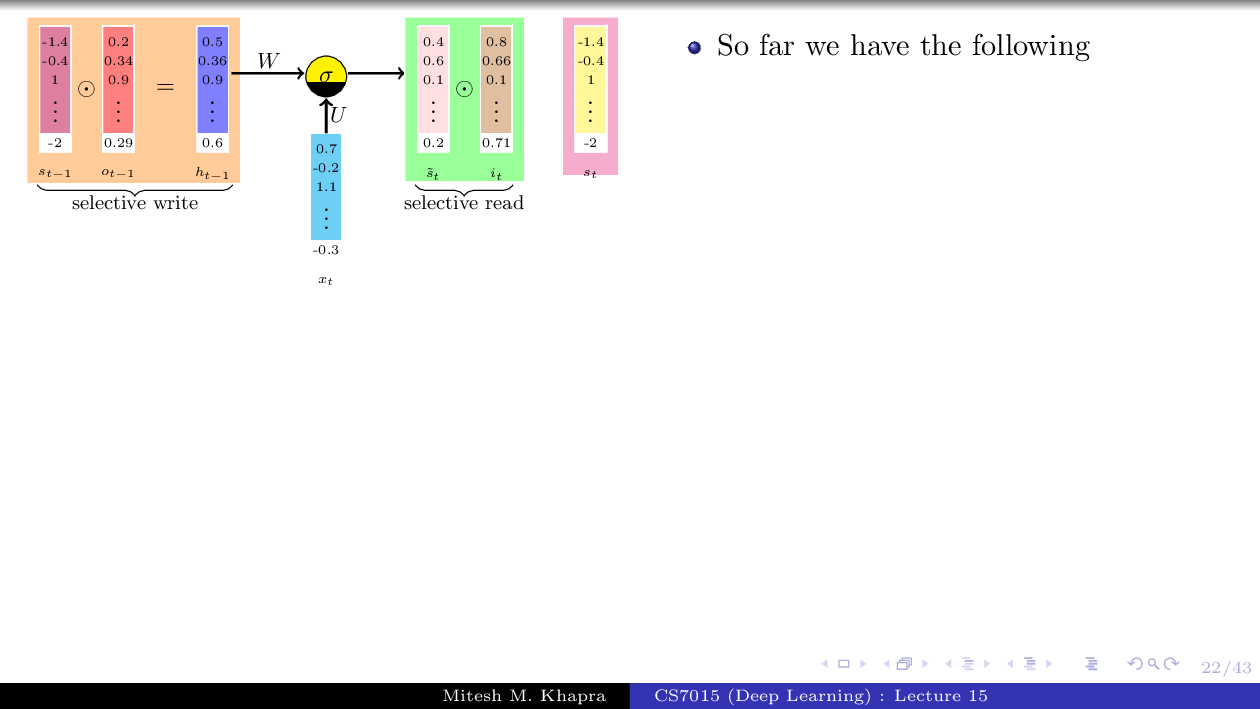 -1.4 0.2 0.5
-0.4 0.34 0.36
1 ⊙ 0.9 = 0.9
⋮ ⋮ ⋮
-2 0.29 0.6
s_{t−1} o_{t−1} h_{t−1}
selective write
W
σ
U
0.7
-0.2
1.1
⋮
-0.3
x_t
0.4 0.8
0.6 0.66
0.1 ⊙ 0.1
⋮ ⋮
0.2 0.71
s̃_t i_t
selective read
-1.4
-0.4
1
⋮
-2
s_t
So far we have the following
22/43
Mitesh M. Khapra
CS7015 (Deep Learning) : Lecture 15